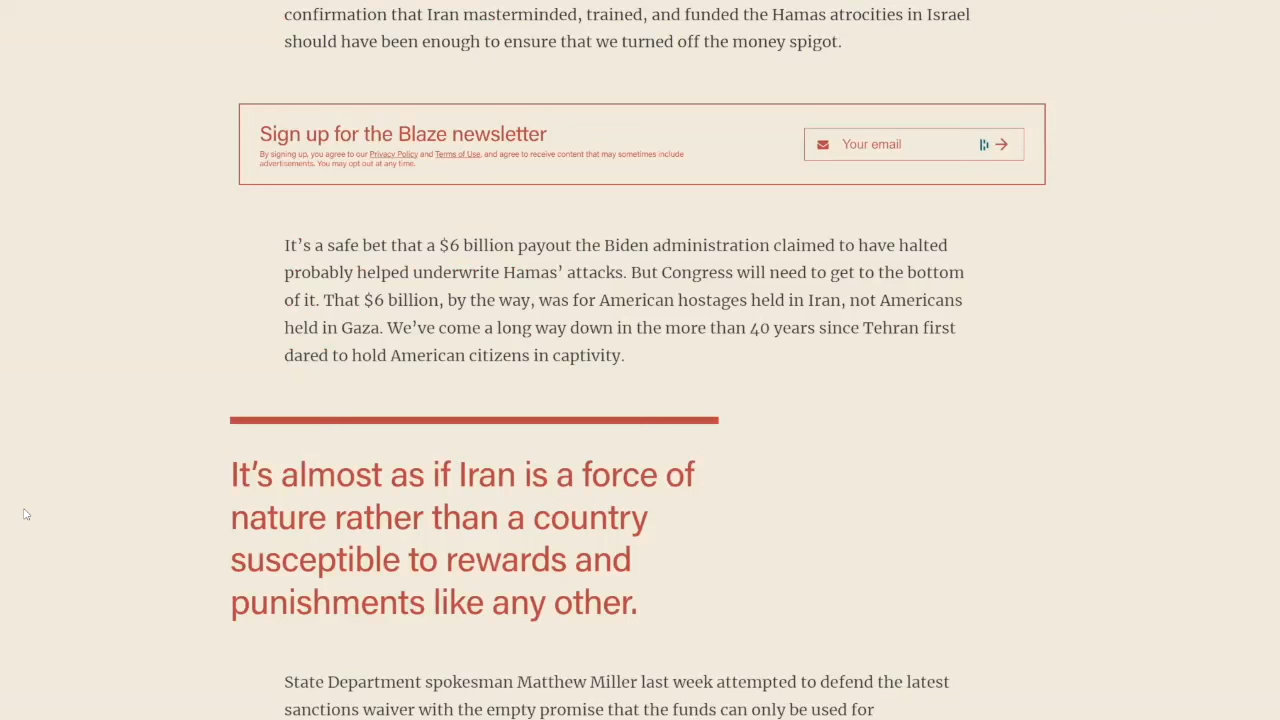 confirmation that Iran masterminded, trained, and funded the Hamas atrocities in Israel
should have been enough to ensure that we turned off the money spigot.
Sign up for the Blaze newsletter
By signing up, you agree to our Privacy Policy and Terms of Use, and agree to receive content that may sometimes include
advertisements. You may opt out at any time.
Your email
It’s a safe bet that a $6 billion payout the Biden administration claimed to have halted
probably helped underwrite Hamas’ attacks. But Congress will need to get to the bottom
of it. That $6 billion, by the way, was for American hostages held in Iran, not Americans
held in Gaza. We’ve come a long way down in the more than 40 years since Tehran first
dared to hold American citizens in captivity.
It’s almost as if Iran is a force of
nature rather than a country
susceptible to rewards and
punishments like any other.
State Department spokesman Matthew Miller last week attempted to defend the latest
sanctions waiver with the empty promise that the funds can only be used for